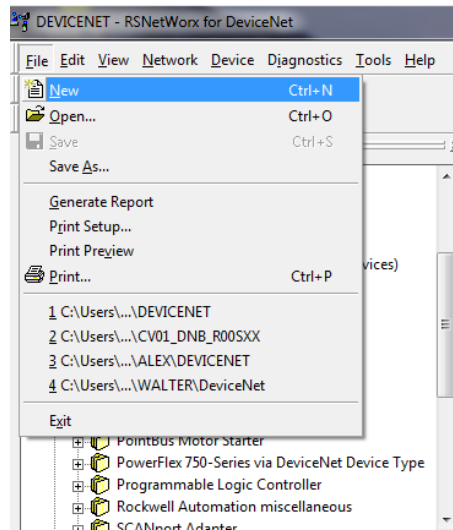 DEVICENET - RSNetWorx for DeviceNet
File Edit View Network Device Diagnostics Tools Help
New Ctrl+N
Open... Ctrl+O
Save Ctrl+S
Save As...
Generate Report
Print Setup...
Print Preview
Print... Ctrl+P
vices)
1 C:\Users\...\DEVICENET
2 C:\Users\...\CV01_DNB_R00SXX
3 C:\Users\...\ALEX\DEVICENET
4 C:\Users\...\WALTER\DeviceNet
Exit
PointBus Motor Starter
PowerFlex 750-Series via DeviceNet Device Type
Programmable Logic Controller
Rockwell Automation miscellaneous
SCANport Adapter